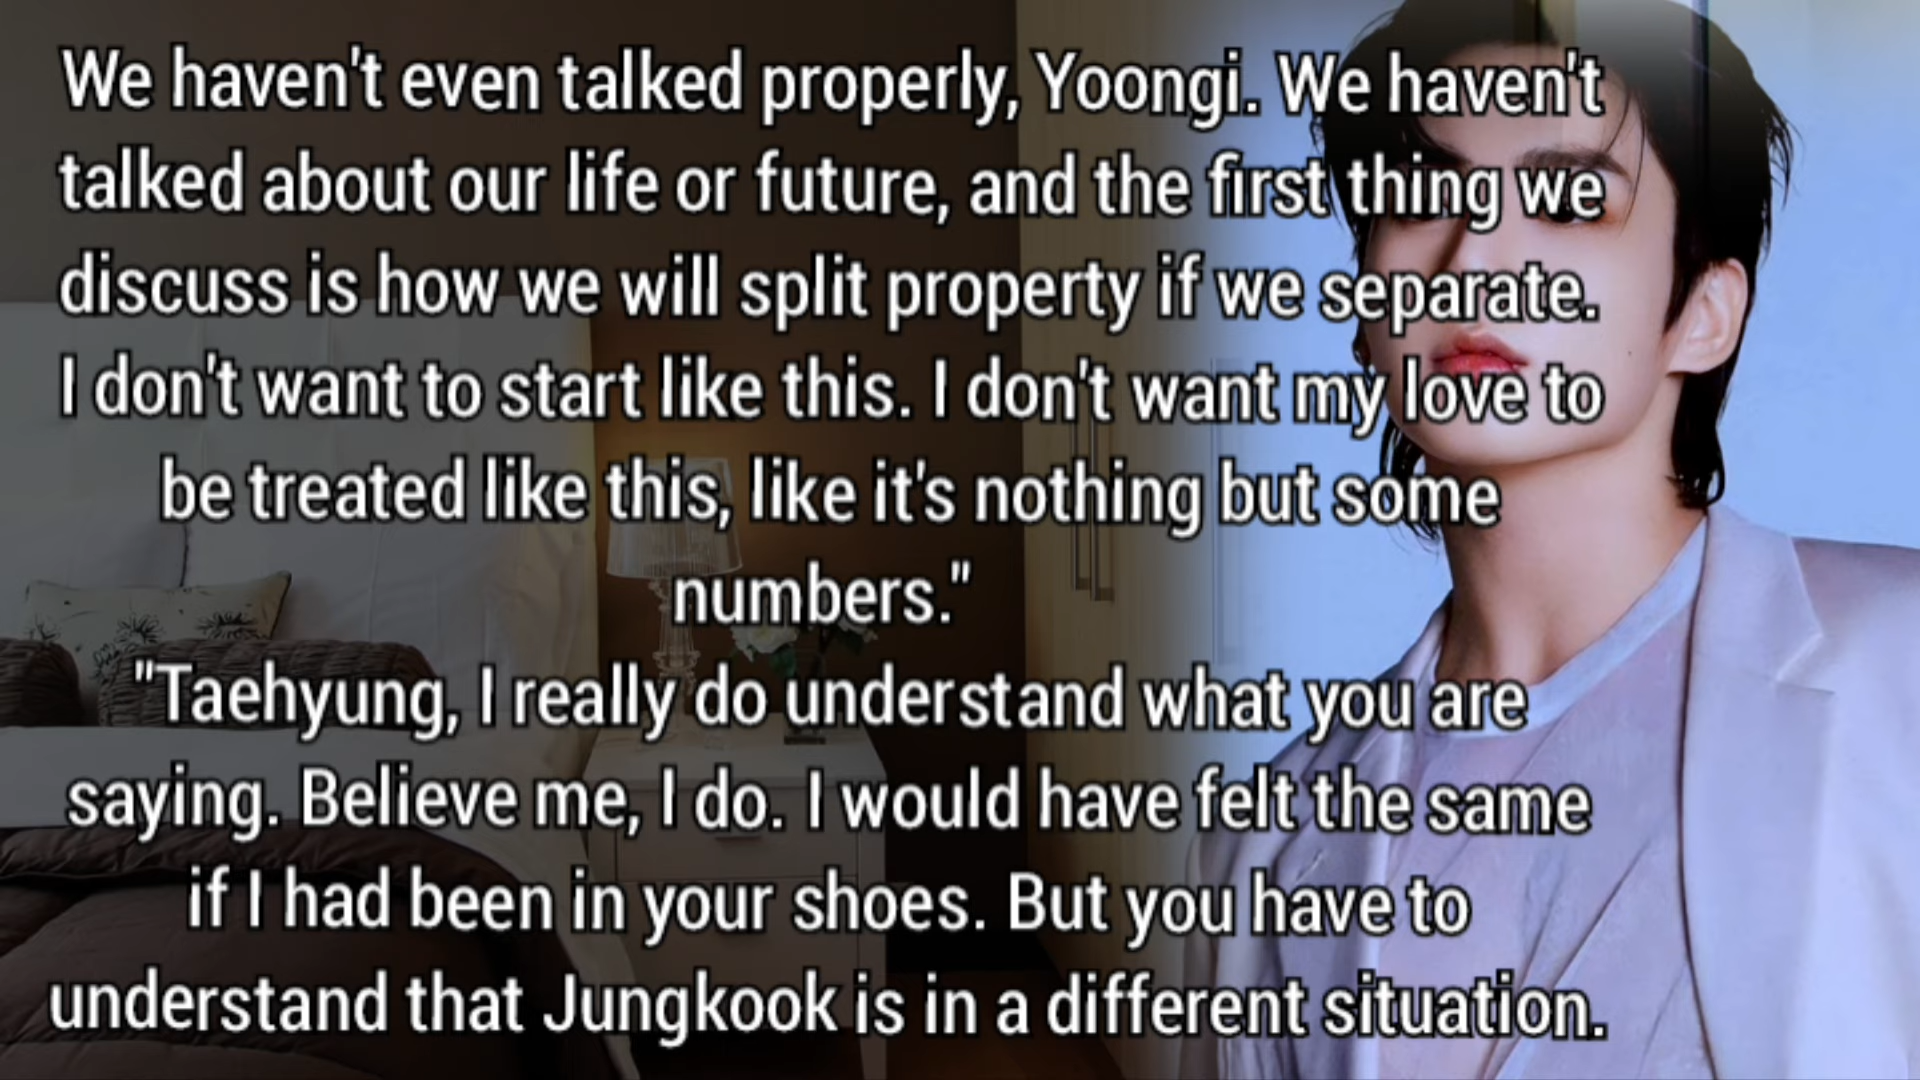 We haven't even talked properly, Yoongi. We haven't
talked about our life or future, and the first thing we
discuss is how we will split property if we separate.
I don't want to start like this. I don't want my love to
be treated like this, like it's nothing but some
numbers."
"Taehyung, I really do understand what you are
saying. Believe me, I do. I would have felt the same
if I had been in your shoes. But you have to
understand that Jungkook is in a different situation.